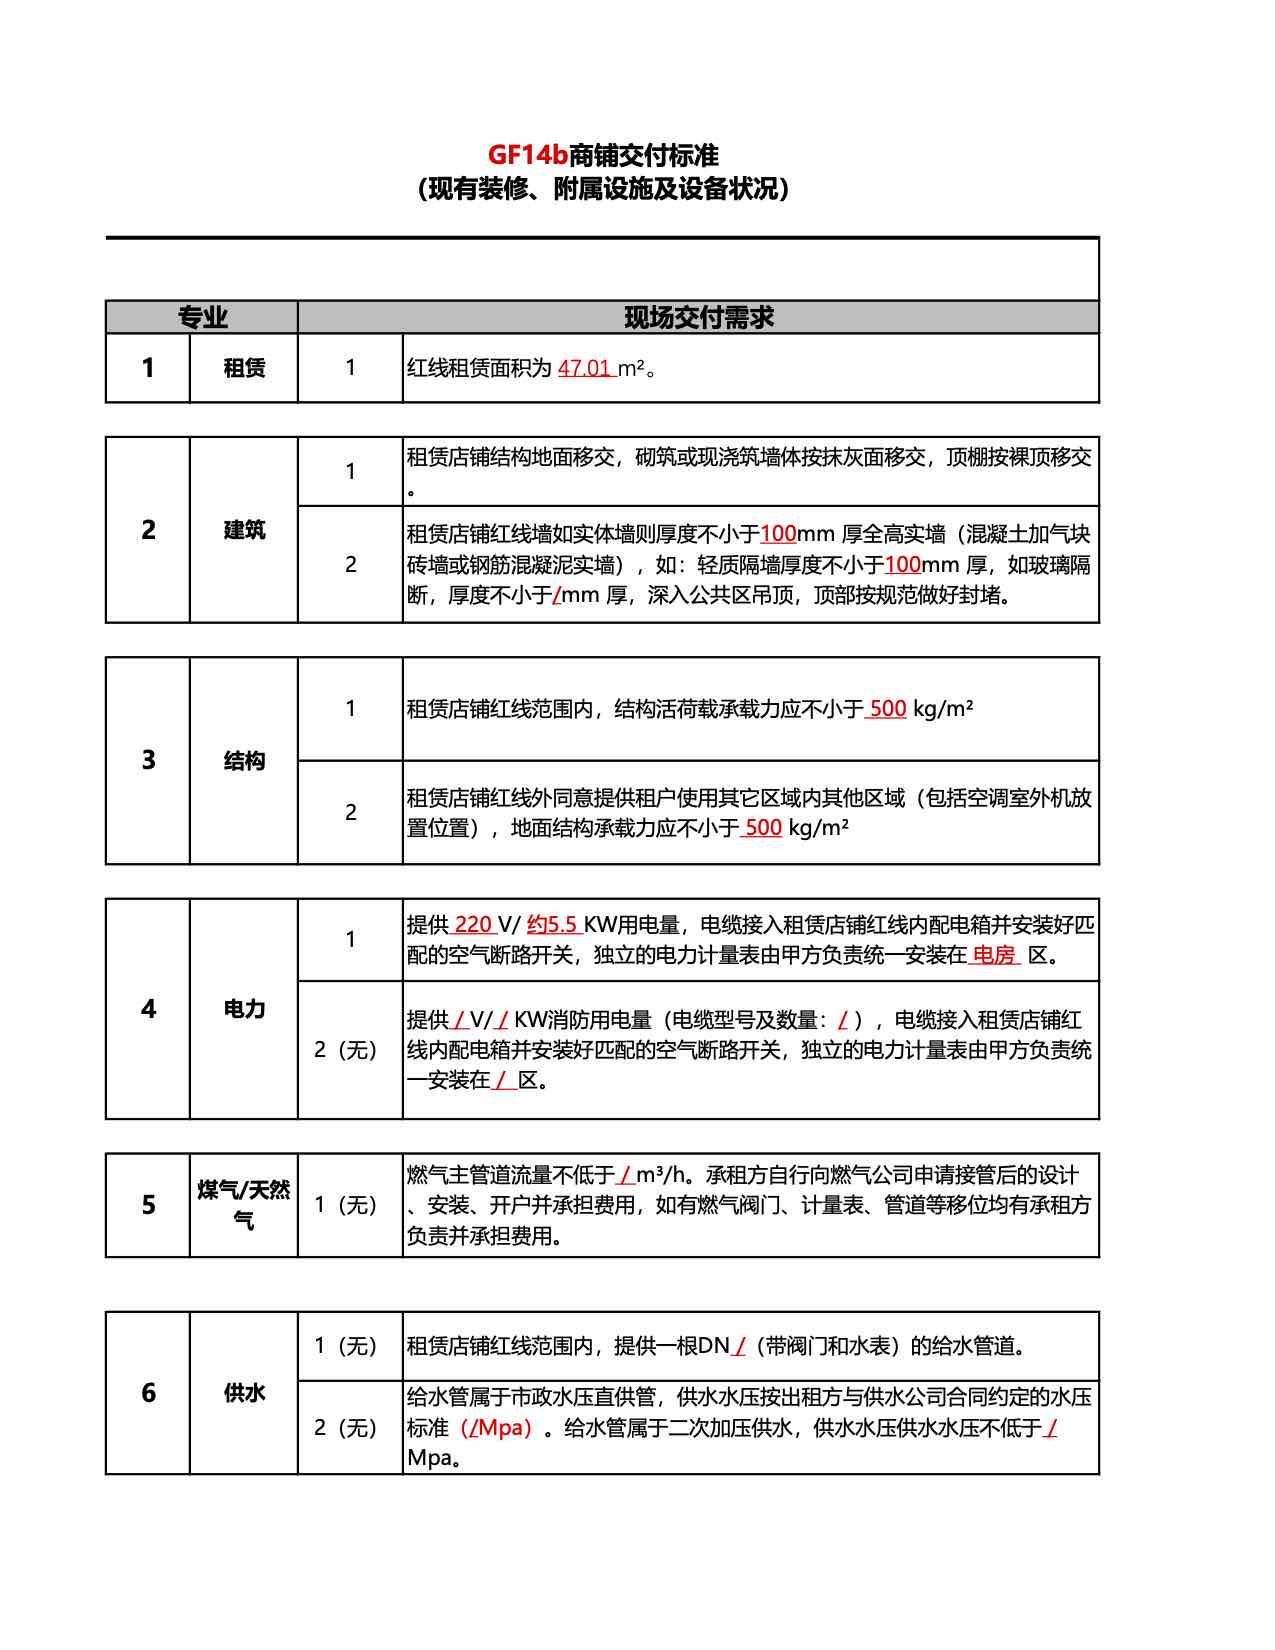 GF14b商铺交付标准
（现有装修、附属设施及设备状况）
专业 现场交付需求
1 租赁 1 红线租赁面积为 47.01 m²。
2 建筑 1 租赁店铺结构地面移交，砌筑或现浇筑墙体按抹灰面移交，顶棚按裸顶移交
。
2 租赁店铺红线墙如实体墙则厚度不小于100mm 厚全高实墙（混凝土加气块
砖墙或钢筋混凝泥实墙），如：轻质隔墙厚度不小于100mm 厚，如玻璃隔
断，厚度不小于/mm 厚，深入公共区吊顶，顶部按规范做好封堵。
3 结构 1 租赁店铺红线范围内，结构活荷载承载力应不小于 500 kg/m²
2 租赁店铺红线外同意提供租户使用其它区域内其他区域（包括空调室外机放
置位置），地面结构承载力应不小于 500 kg/m²
4 电力 1 提供 220 V/ 约5.5 KW用电量，电缆接入租赁店铺红线内配电箱并安装好匹
配的空气断路开关，独立的电力计量表由甲方负责统一安装在 电房 区。
2（无） 提供 / V/ / KW消防用电量（电缆型号及数量：/ ），电缆接入租赁店铺红
线内配电箱并安装好匹配的空气断路开关，独立的电力计量表由甲方负责统
一安装在 / 区。
5 煤气/天然
气 1（无） 燃气主管道流量不低于 / m³/h。承租方自行向燃气公司申请接管后的设计
、安装、开户并承担费用，如有燃气阀门、计量表、管道等移位均有承租方
负责并承担费用。
6 供水 1（无） 租赁店铺红线范围内，提供一根DN /（带阀门和水表）的给水管道。
2（无） 给水管属于市政水压直供管，供水水压按出租方与供水公司合同约定的水压
标准（/Mpa）。给水管属于二次加压供水，供水水压供水水压不低于 /
Mpa。